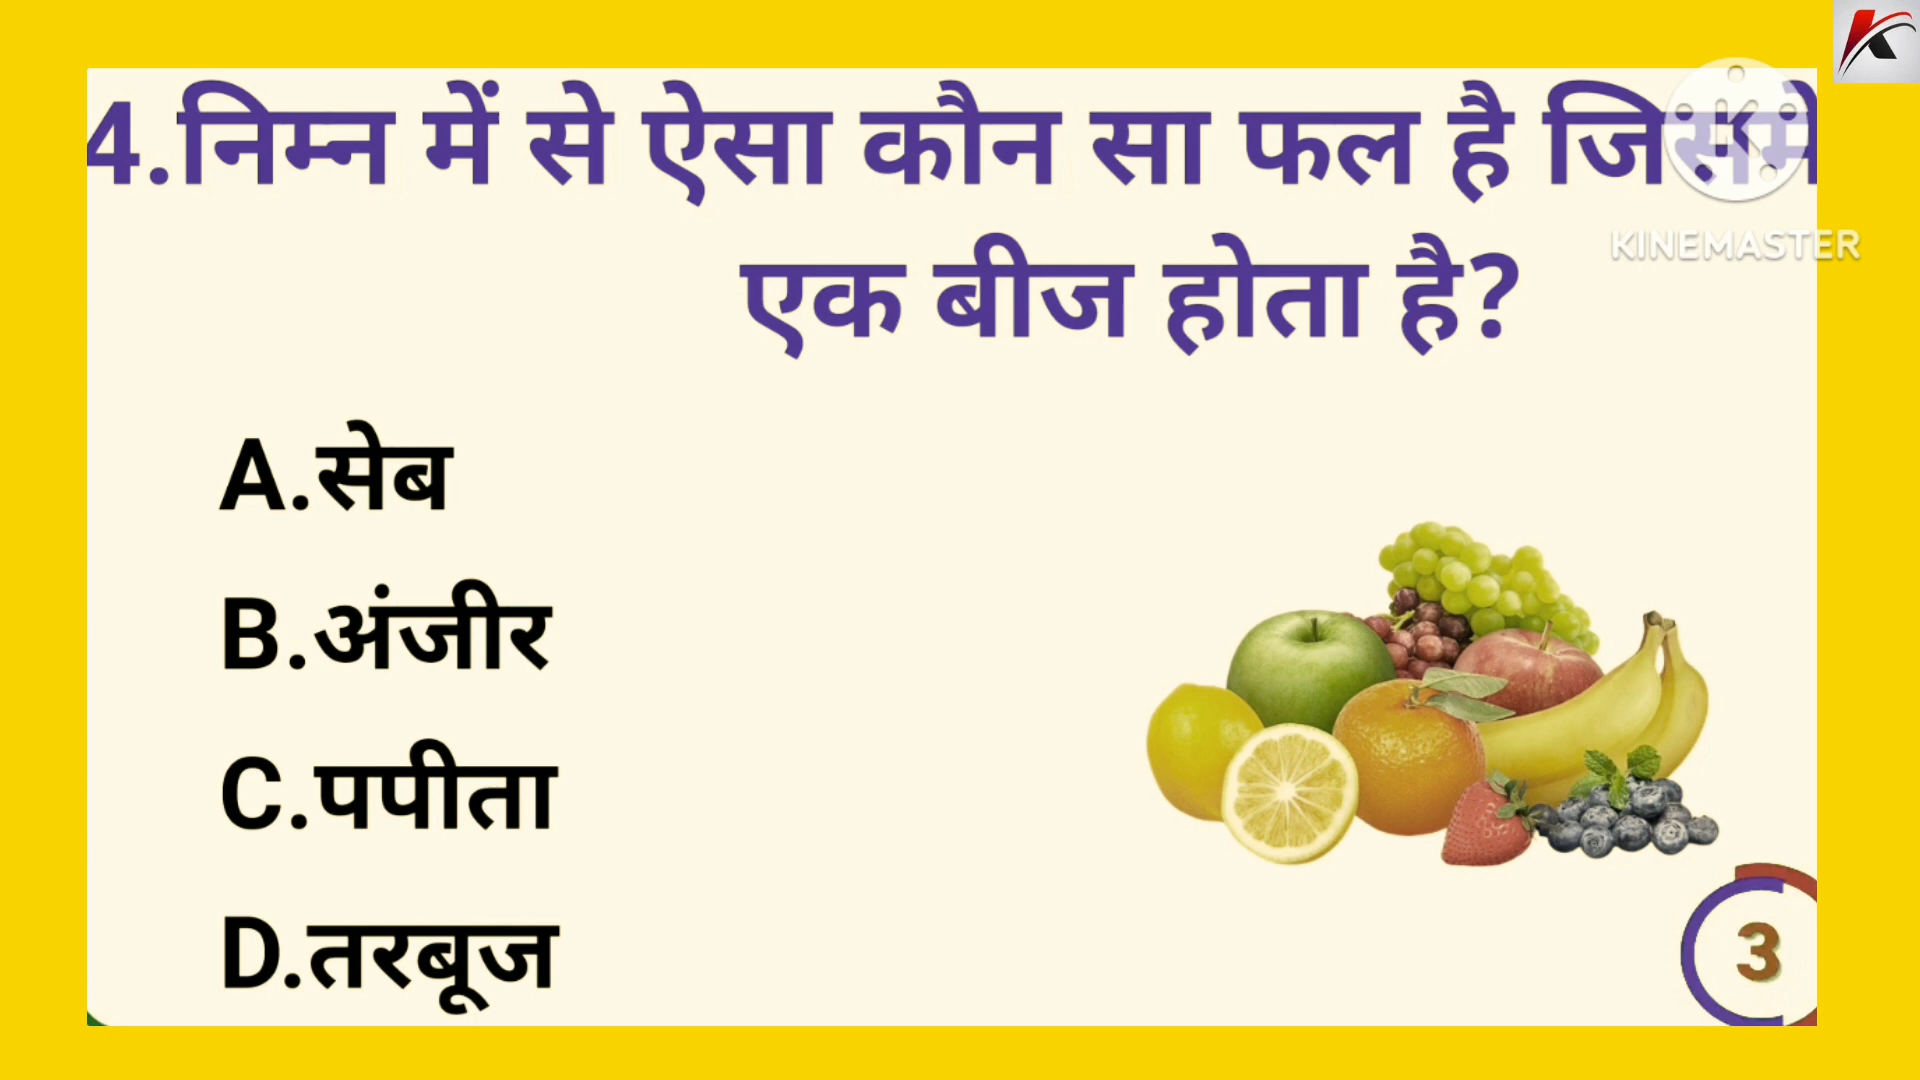 4.निम्न में से ऐसा कौन सा फल है जिसमें
KINEMASTER
एक बीज होता है?
A.सेब
B.अंजीर
C.पपीता
D.तरबूज
3